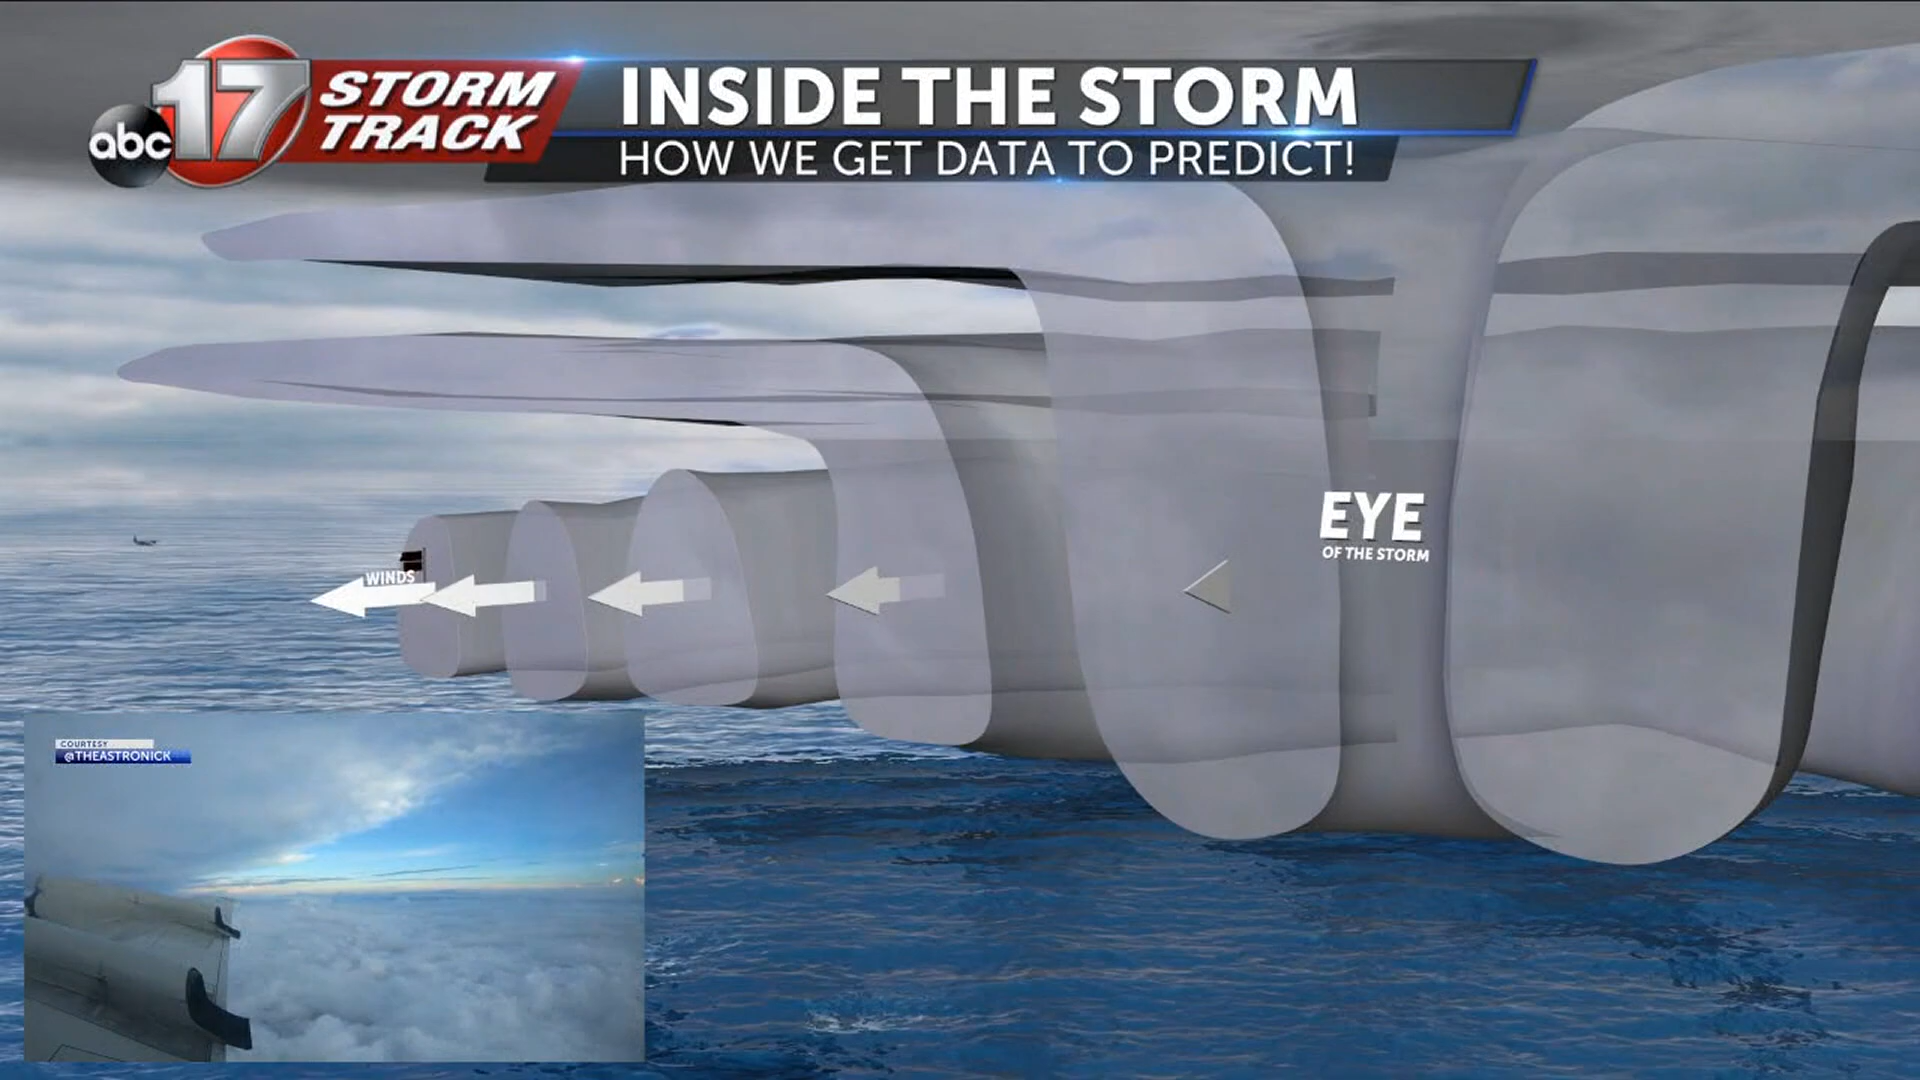 abc 17
STORM
TRACK
INSIDE THE STORM
HOW WE GET DATA TO PREDICT!
EYE
OF THE STORM
WINDS
COURTESY
@THEASTRONICK